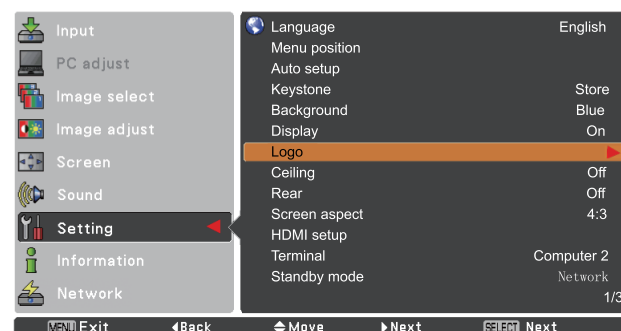 Input
PC adjust
Image select
Image adjust
Screen
Sound
Setting
Information
Network
Language English
Menu position
Auto setup
Keystone Store
Background Blue
Display On
Logo
Ceiling Off
Rear Off
Screen aspect 4:3
HDMI setup
Terminal Computer 2
Standby mode Network
1/3
MENU Exit Back Move Next SELECT Next